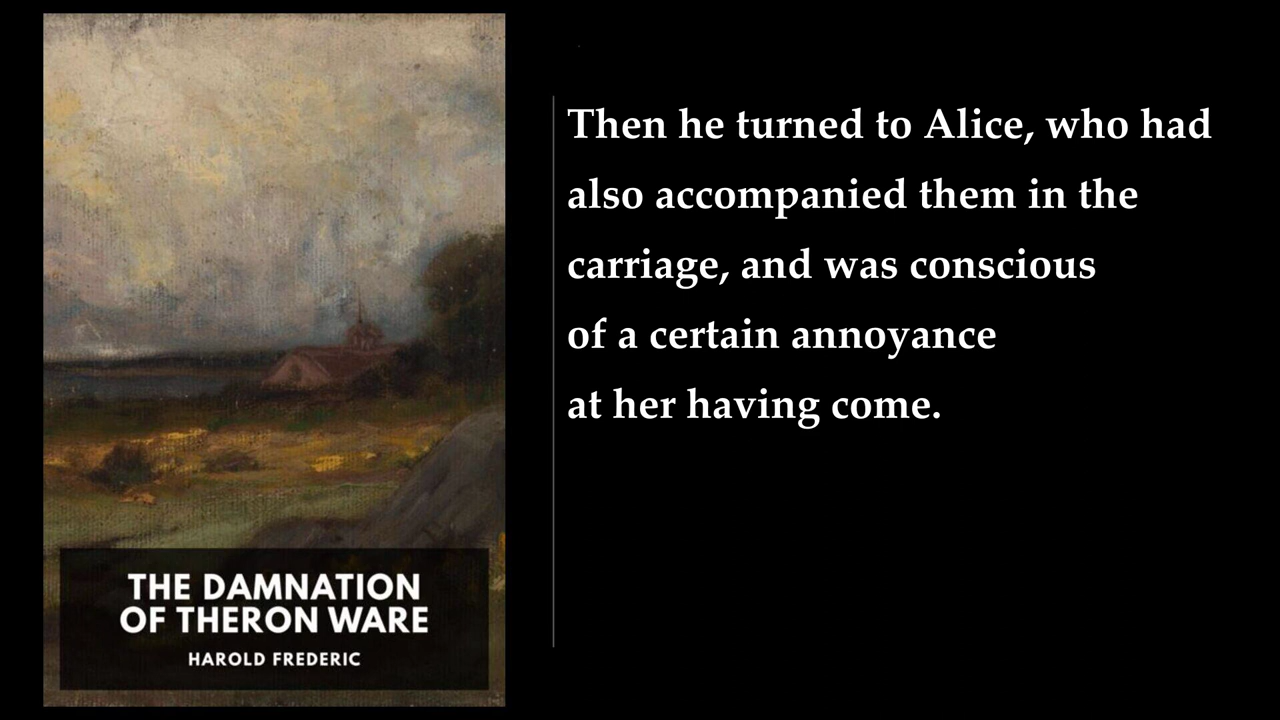 Then he turned to Alice, who had
also accompanied them in the
carriage, and was conscious
of a certain annoyance
at her having come.
THE DAMNATION
OF THERON WARE
HAROLD FREDERIC